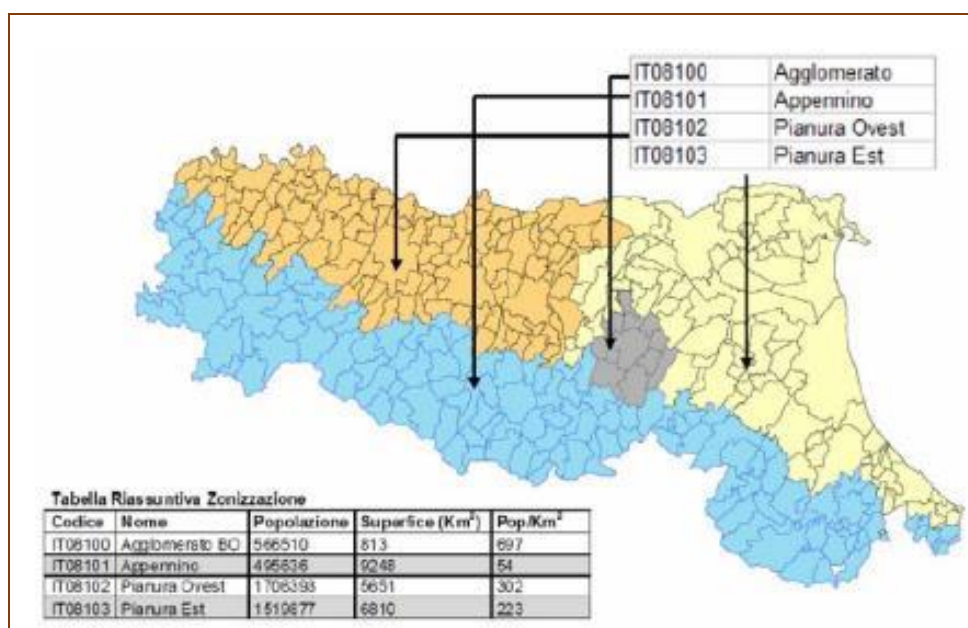 IT08100 Agglomerato
IT08101 Appennino
IT08102 Pianura Ovest
IT08103 Pianura Est
Tabella Riassuntiva Zonizzazione
Codice Nome Popolazione Superfice (Km²) Pop/Km²
IT08100 Agglomerato BO 566510 813 697
IT08101 Appennino 495636 9248 54
IT08102 Pianura Ovest 1706393 5651 302
IT08103 Pianura Est 1519877 6810 223